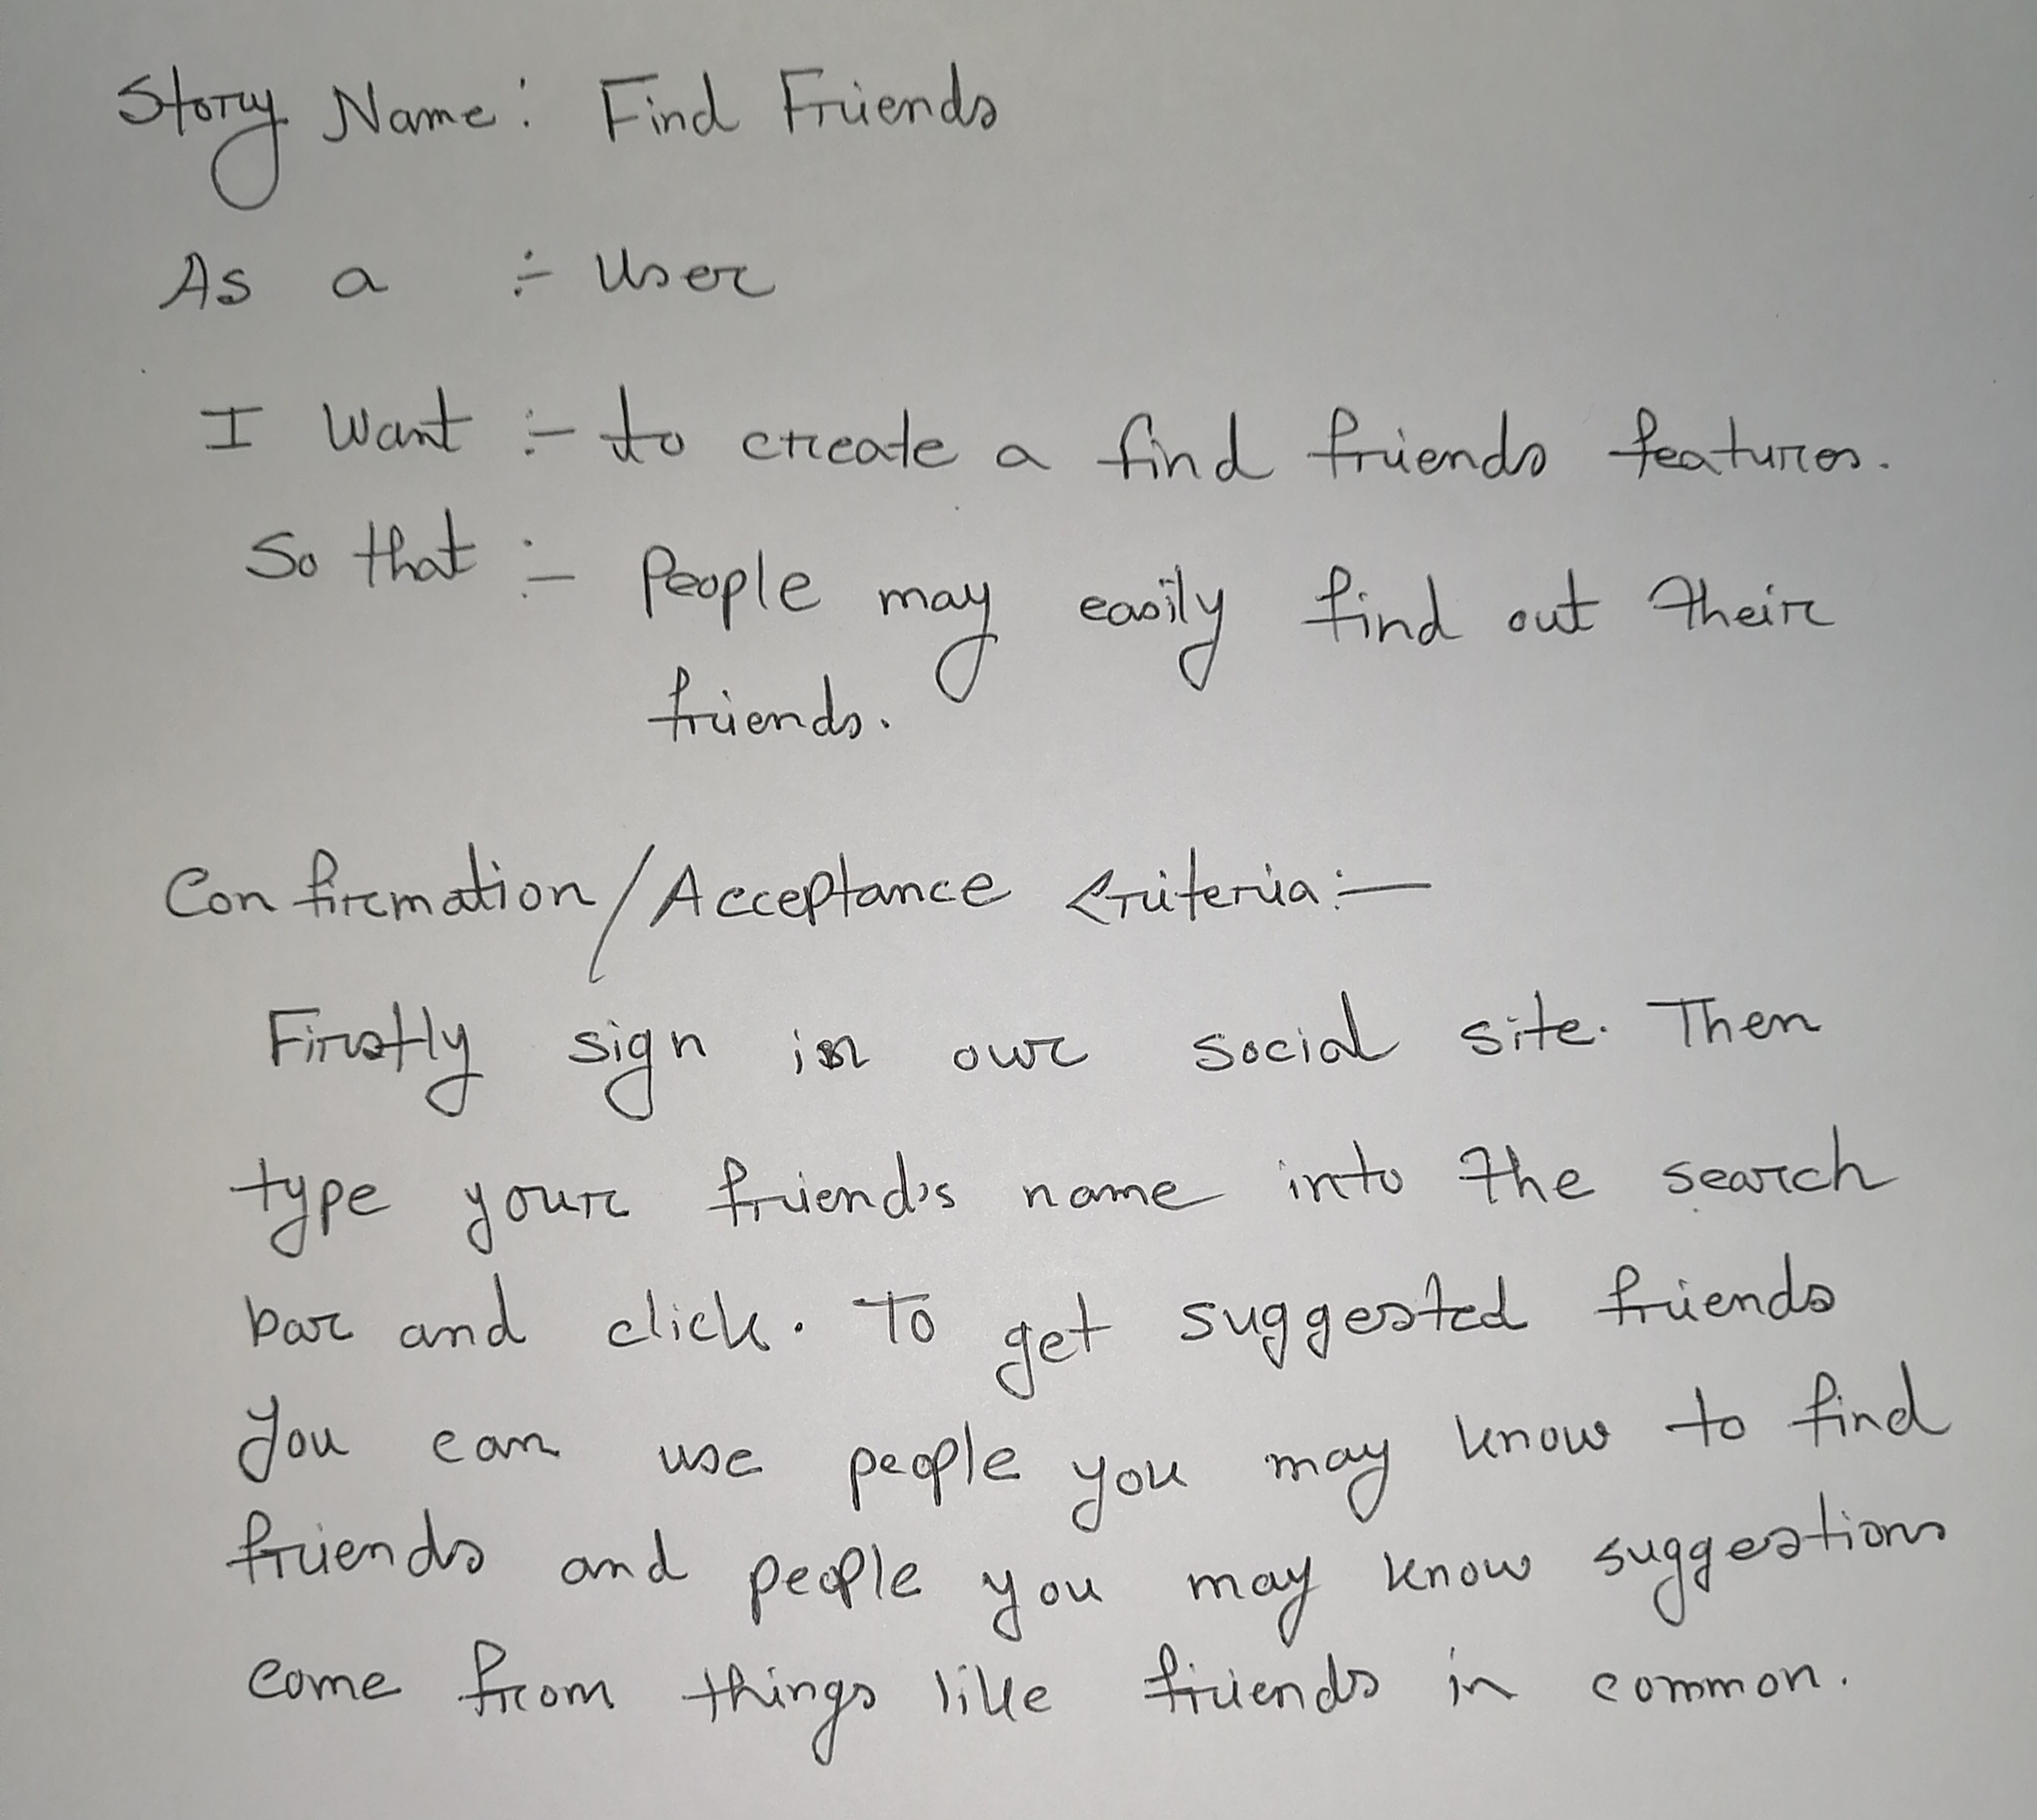 Story Name: Find Friends
As a :- User
I Want :- to create a find friends features.
So that :- People may easily find out their
friends.
Confirmation/Acceptance Criteria:-
Firstly sign in our social site. Then
type your friend's name into the search
bar and click. To get suggested friends
you can use people you may know to find
friends and people you may know suggestions
come from things like friends in common.